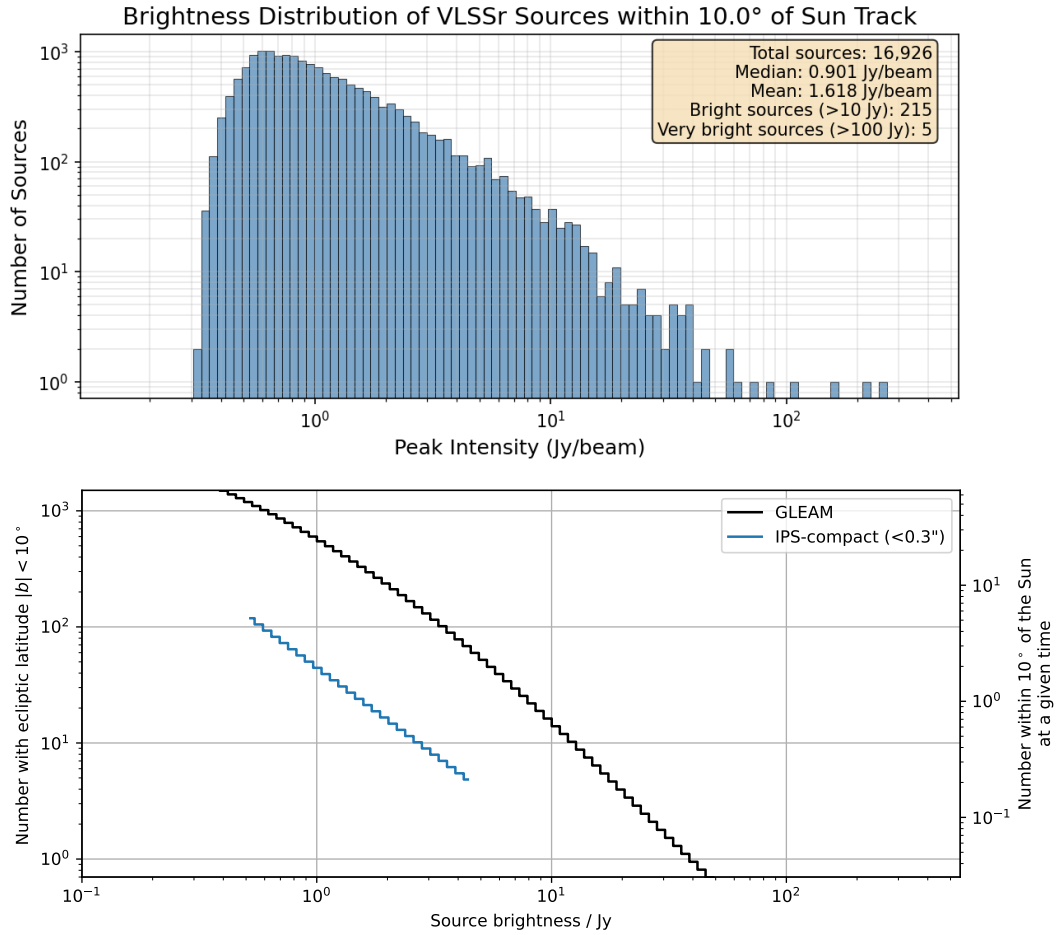 Brightness Distribution of VLSSr Sources within 10.0° of Sun Track
Number of Sources
10³
10²
10¹
10⁰
Total sources: 16,926
Median: 0.901 Jy/beam
Mean: 1.618 Jy/beam
Bright sources (>10 Jy): 215
Very bright sources (>100 Jy): 5
10⁰
10¹
10²
Peak Intensity (Jy/beam)
Number with ecliptic latitude |b| < 10°
10³
10²
10¹
10⁰
GLEAM
IPS-compact (<0.3")
10¹
10⁰
10⁻¹
Number within 10° of the Sun
at a given time
10⁻¹
10⁰
10¹
10²
Source brightness / Jy